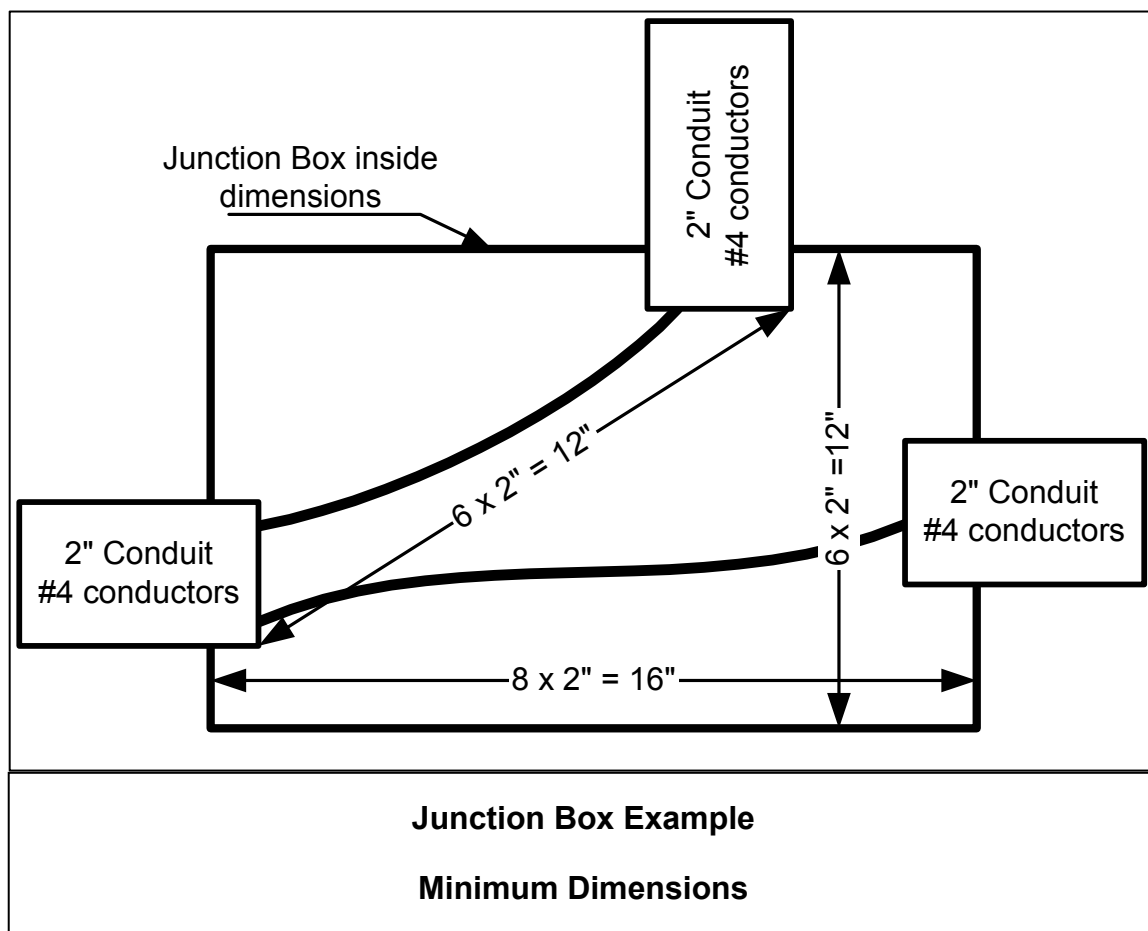 Junction Box inside
dimensions
2" Conduit
#4 conductors
6 x 2" = 12"
6 x 2" =12"
2" Conduit
#4 conductors
2" Conduit
#4 conductors
8 x 2" = 16"
Junction Box Example
Minimum Dimensions